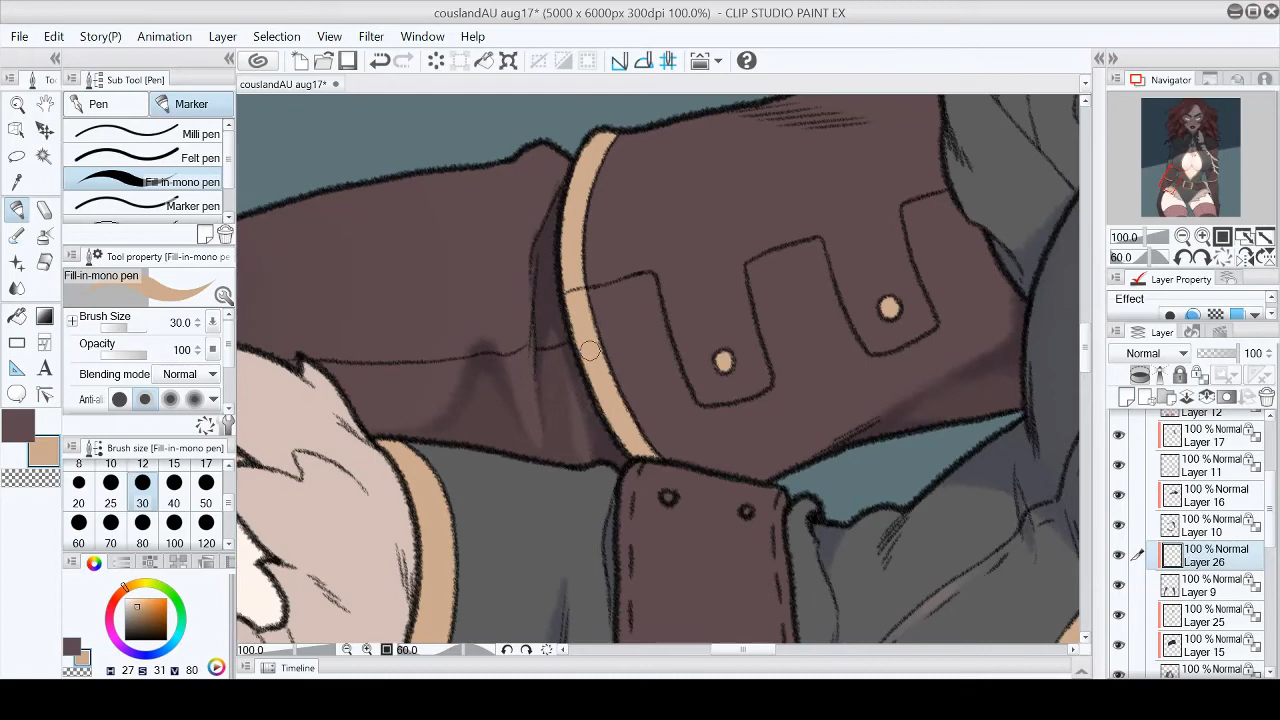 couslandAU aug17* (5000 x 6000px 300dpi 100.0%)  - CLIP STUDIO PAINT EX
File Edit Story(P) Animation Layer Selection View Filter Window Help
couslandAU aug17*
Sub Tool [Pen]
Pen Marker
Milli pen
Felt pen
Fill-in mono pen
Marker pen
Tool property [Fill-in-mono pe
Fill-in-mono pen
Brush Size 30.0
Opacity 100
Blending mode Normal
Anti-al
Brush size [Fill-in-mono pen]
8 10 12 15 17
20 25 30 40 50
60 70 80 100 120
H 27 S 31 V 80
100.0 60.0
Timeline
Navigator
100.0
60.0
Layer Property
Effect
Layer
Normal 100
Layer 12
100 % Normal
Layer 17
100 % Normal
Layer 11
100 % Normal
Layer 16
100 % Normal
Layer 10
100 % Normal
Layer 26
100 % Normal
Layer 9
100 % Normal
Layer 25
100 % Normal
Layer 15
100 % Normal